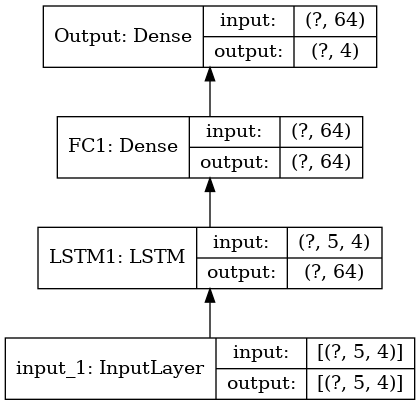 Output: Dense
input: (?, 64)
output: (?, 4)
FC1: Dense
input: (?, 64)
output: (?, 64)
LSTM1: LSTM
input: (?, 5, 4)
output: (?, 64)
input_1: InputLayer
input: [(?, 5, 4)]
output: [(?, 5, 4)]